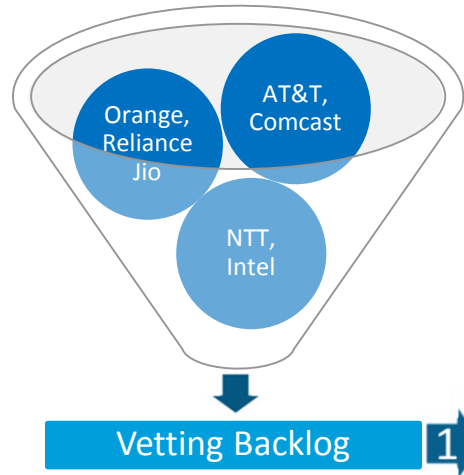 Orange,
Reliance
Jio
AT&T,
Comcast
NTT,
Intel
Vetting Backlog
1